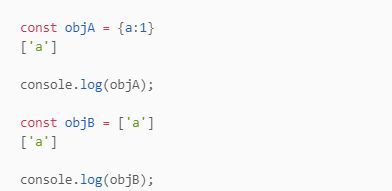 const objA = {a:1}
['a']
console.log(objA);
const objB = ['a']
['a']
console.log(objB);